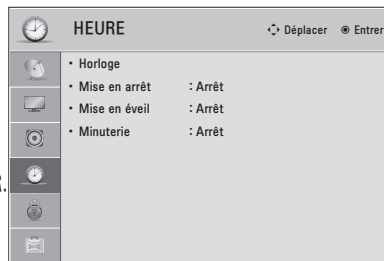 HEURE Déplacer Entrer
• Horloge
• Mise en arrêt : Arrêt
• Mise en éveil : Arrêt
• Minuterie : Arrêt
R.